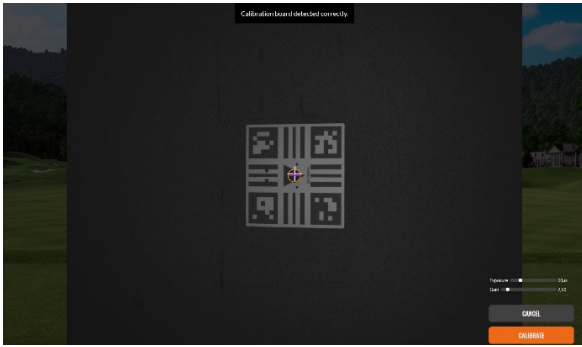 Calibration board detected correctly.
Exposure
Gain
CANCEL
CALIBRATE